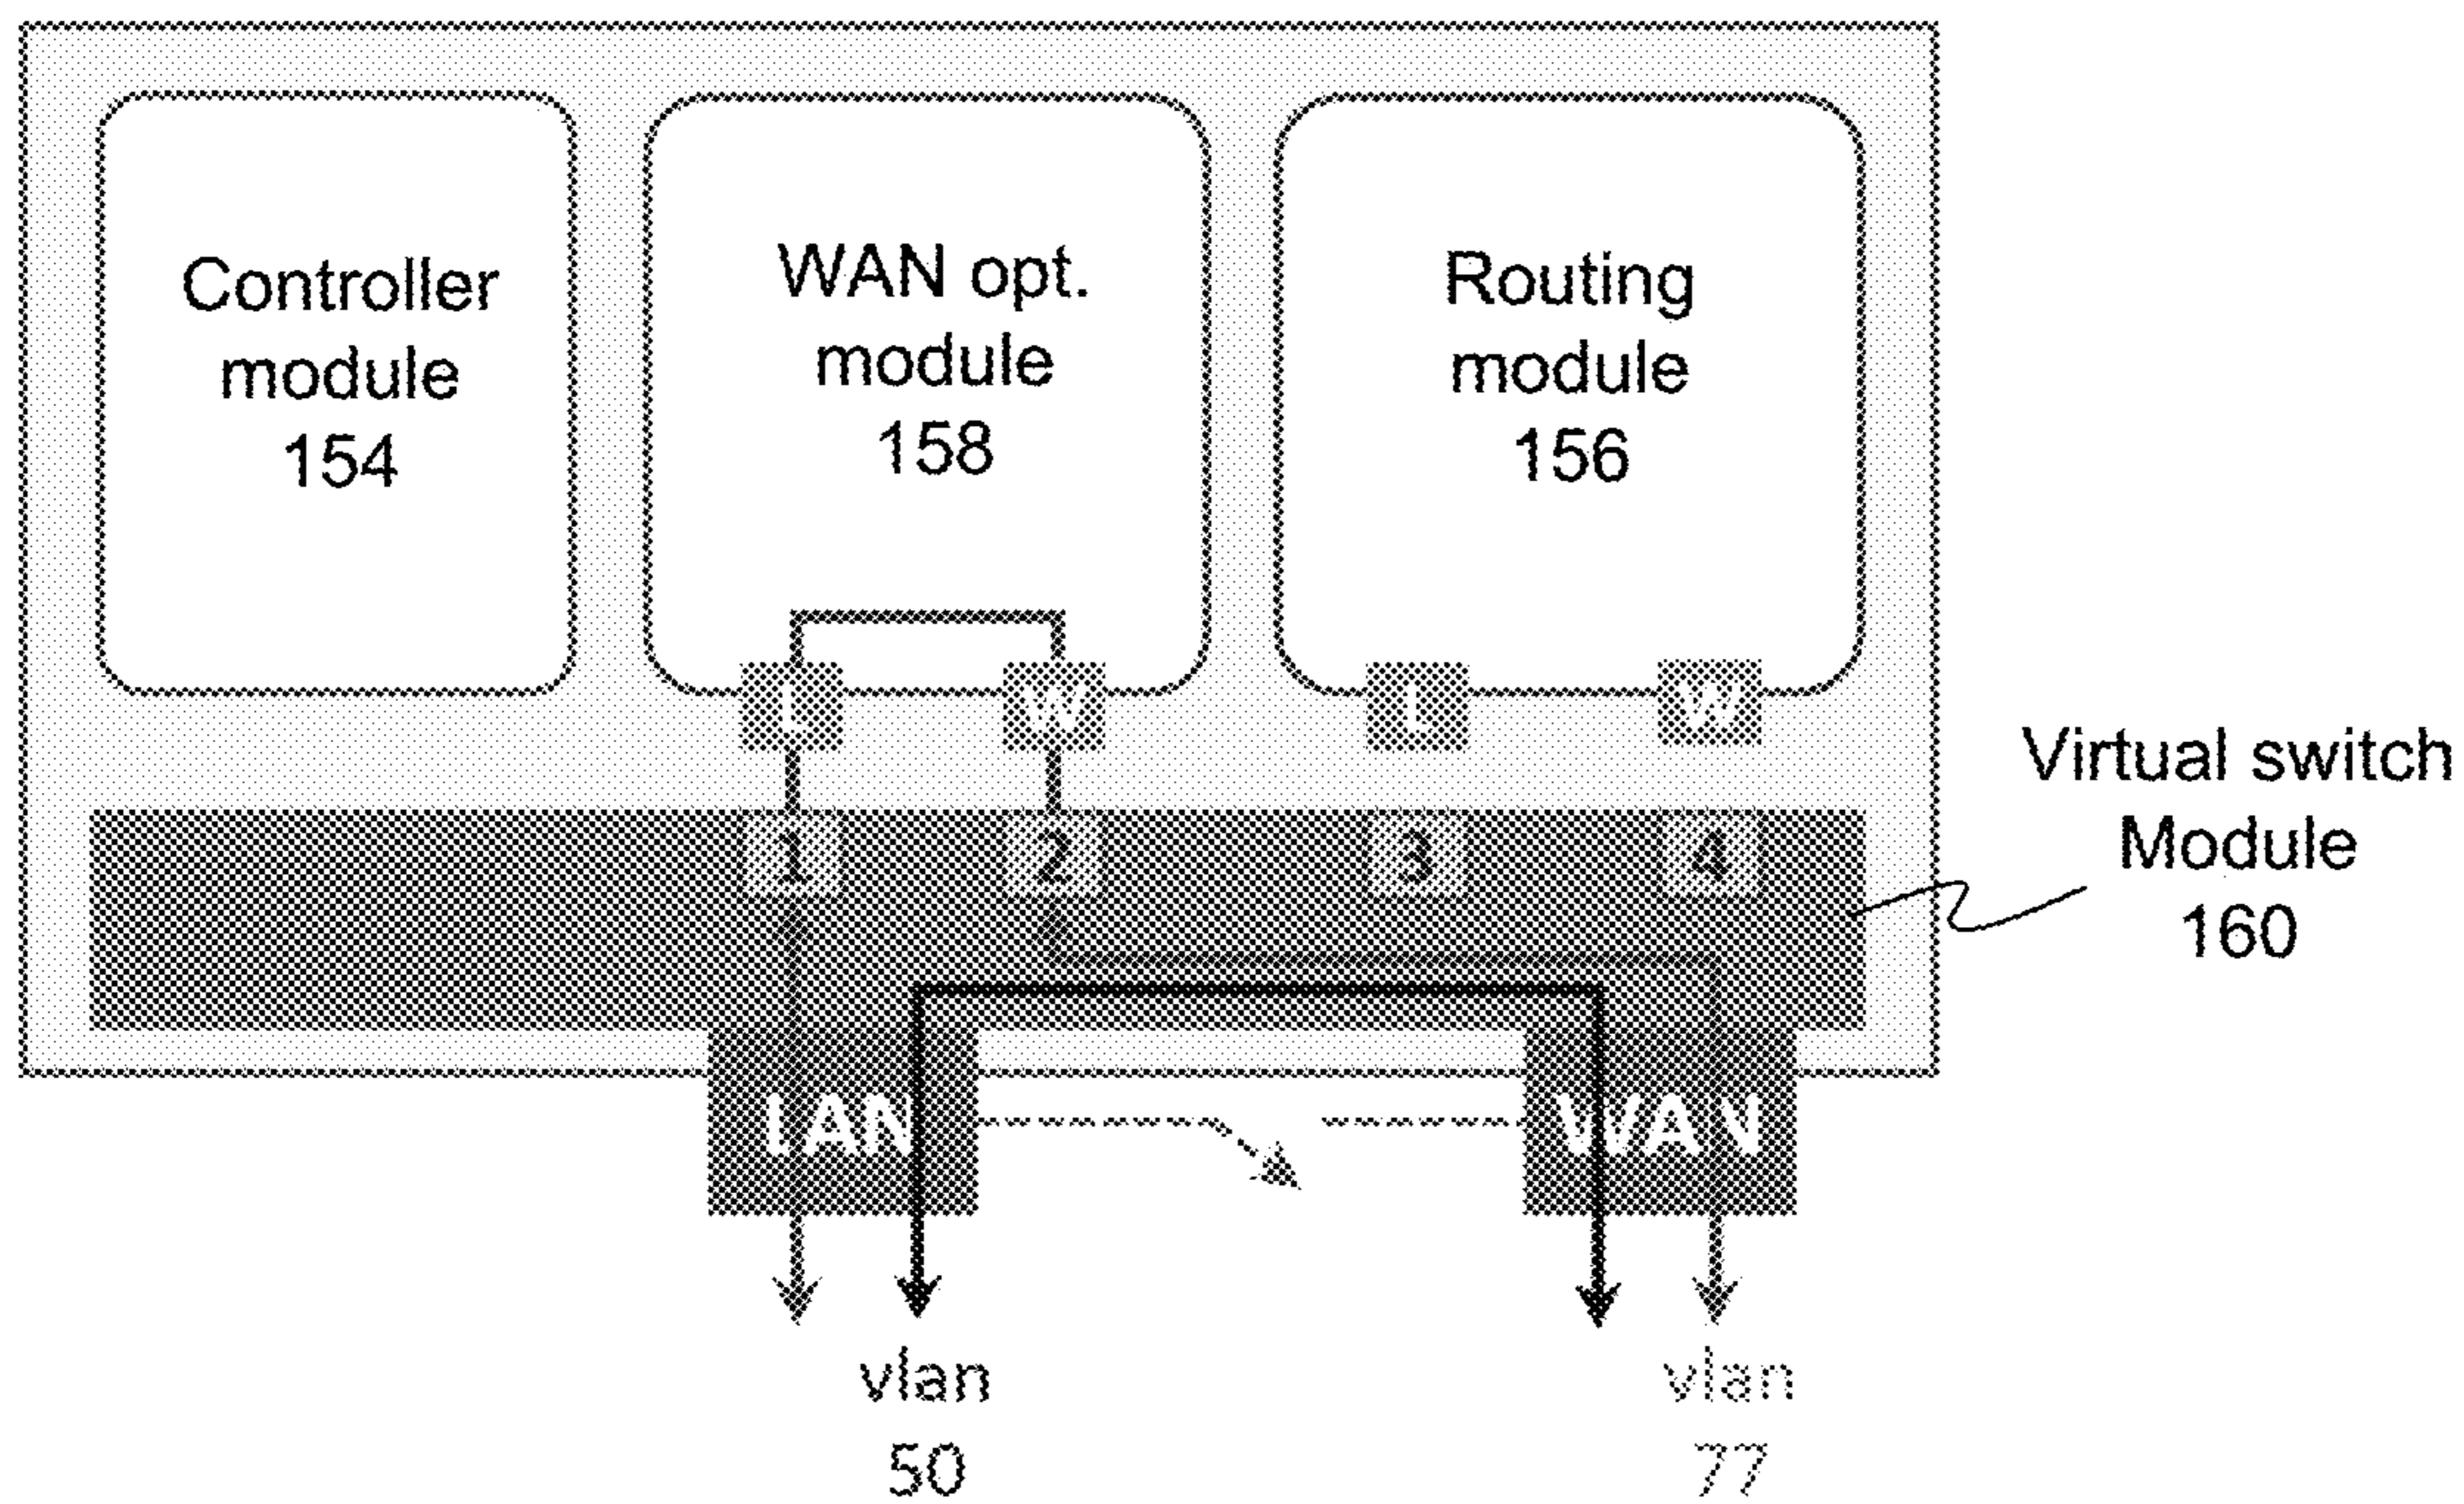 Controller
module
154
WAN opt.
module
158
Routing
module
156
L
W
L
W
Virtual switch
Module
160
1
2
3
4
LAN
WAN
vlan
50
vlan
77